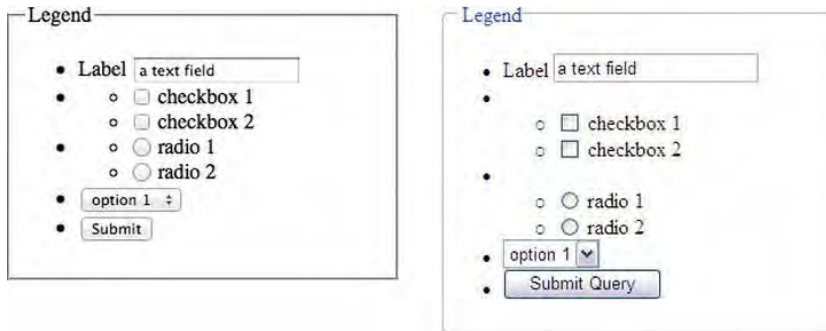 Legend
Label a text field
checkbox 1
checkbox 2
radio 1
radio 2
option 1
Submit
Legend
Label a text field
checkbox 1
checkbox 2
radio 1
radio 2
option 1
Submit Query